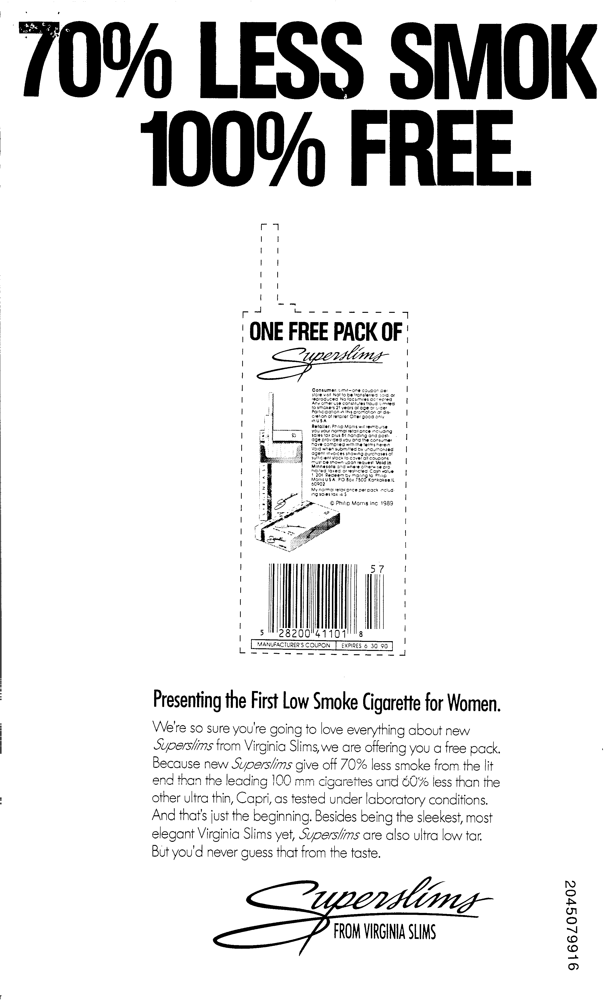 70% LESS SMOK
100% FREE.
ONE FREE PACK OF
Superslims
Consumer: Limit—one coupon per
store visit Not to be transferred sold or
reproduced No facsimiles accepted
Any other use constitutes fraud Limited
to smokers 21 years of age or older
Participation in this promotion at
of retailer Other good only
in U S A
Retailer: Philip Morris will reimburse
you your normal retail price including
sales tax plus 8¢ handling and post-
age provided you and the consumer
have complied with the terms herein
Void when submitted by unauthorized
agent Invoices showing purchases of
sufficient stock to cover all coupons
must be shown upon request Void in
Minnesota and where otherwise pro
hibited taxed or restricted Cash value
1 20¢ Redeem by mailing to Philip
Morris U S A P O Box 7503 Kankakee IL
60902
My normal retail price per pack includ
ing sales tax is $
© Philip Morris Inc 1989
57
5 28200 41101 8
MANUFACTURER'S COUPON EXPIRES 6 30 90
Presenting the First Low Smoke Cigarette for Women.
We're so sure you're going to love everything about new
Superslims from Virginia Slims, we are offering you a free pack.
Because new Superslims give off 70% less smoke from the lit
end than the leading 100 mm cigarettes and 60% less than the
other ultra thin, Capri, as tested under laboratory conditions.
And that's just the beginning. Besides being the sleekest, most
elegant Virginia Slims yet, Superslims are also ultra low tar.
But you'd never guess that from the taste.
Superslims
FROM VIRGINIA SLIMS
2045079916